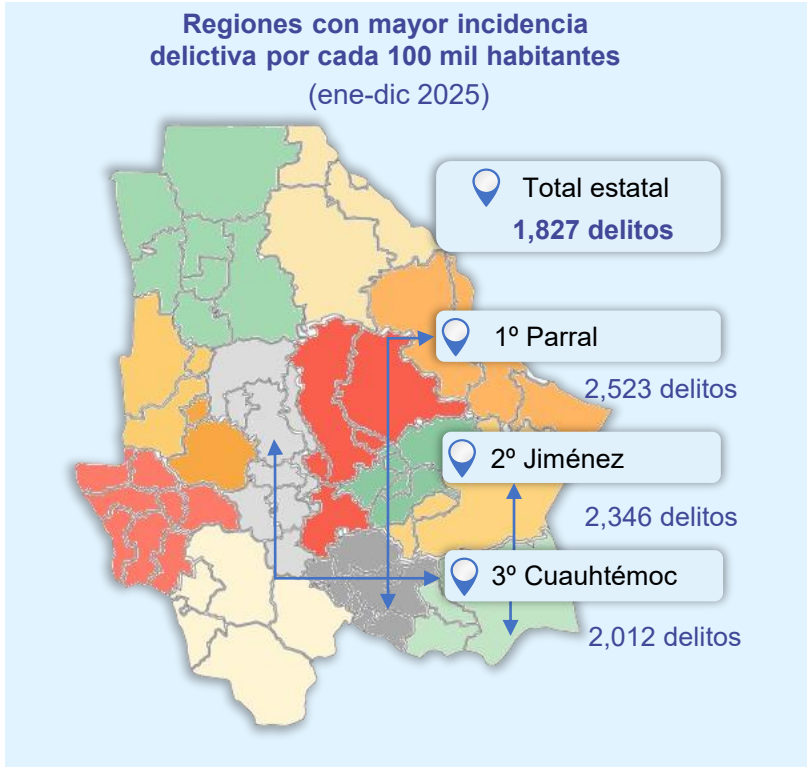 Regiones con mayor incidencia
delictiva por cada 100 mil habitantes
(ene-dic 2025)
Total estatal
1,827 delitos
1º Parral
2,523 delitos
2º Jiménez
2,346 delitos
3º Cuauhtémoc
2,012 delitos